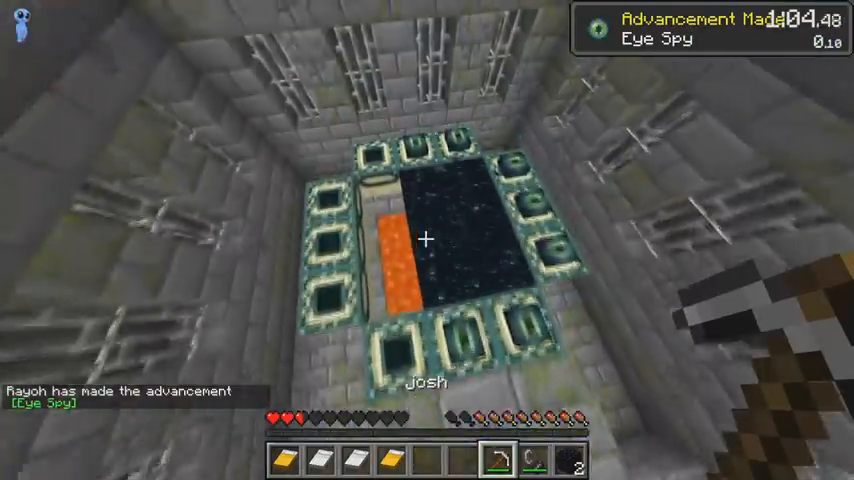 Advancement Made
1:04.48
Eye Spy
0.10
Josh
Rayoh has made the advancement
[Eye Spy]
2